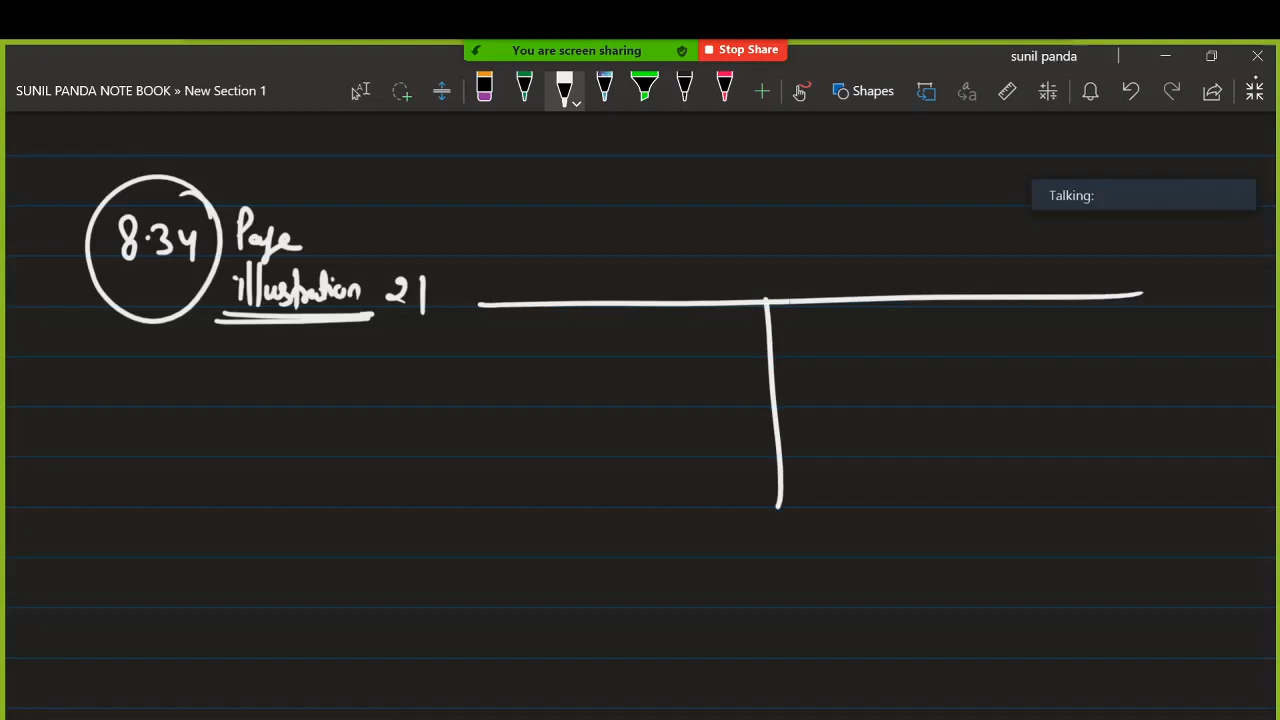 You are screen sharing
Stop Share
sunil panda
SUNIL PANDA NOTE BOOK » New Section 1
Shapes
Talking:
8.34 Page
illustration 21